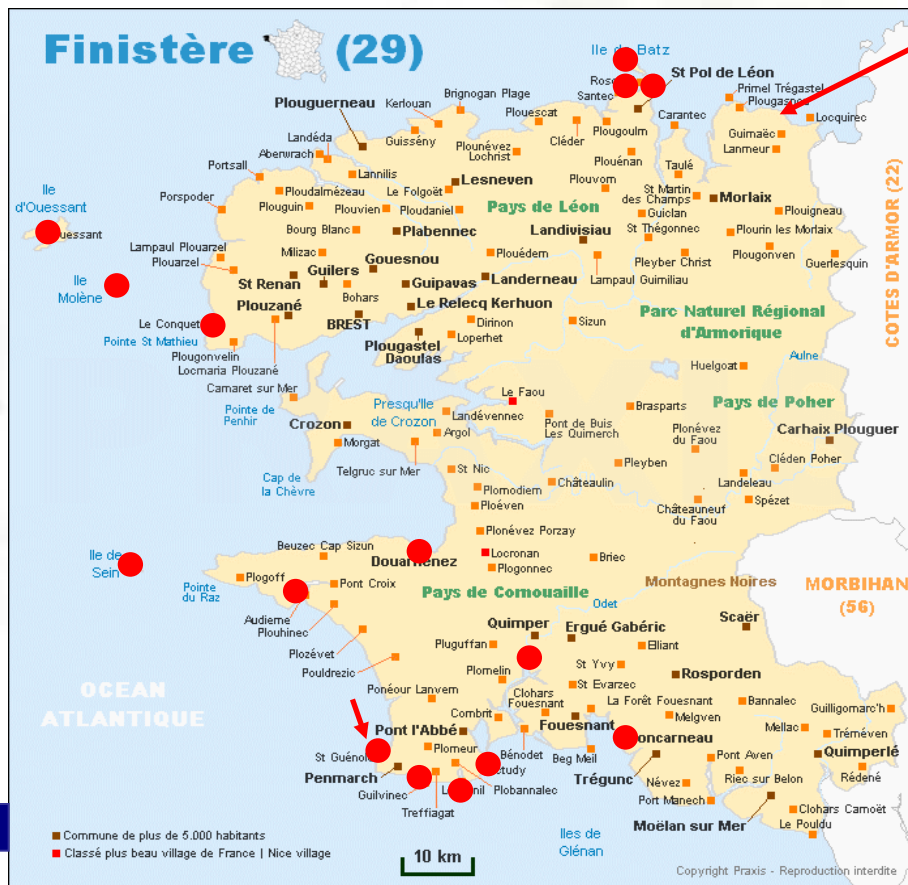 Finistère (29)
Ile de Batz
St Pol de Léon
Santec
Plouguerneau
Kerlouan
Brignogan Plage
Plouescat
Cléder
Plougoulm
Carantec
Primel Trégastel
Locquirec
Guimaëc
Lanmeur
Landéda
Aberwrach
Guissény
Plounévez
Lochrist
Plouénan
Taulé
Portsall
Lannilis
Lesneven
Plouvorn
St Martin
des Champs
Morlaix
Ile
d'Ouessant
Porspoder
Ploudalmézeau
Le Folgoët
Plouguin
Plouvien
Ploudaniel
Pays de Léon
Guiclan
Plouigneau
Bourg Blanc
Plabennec
Landivisiau
St Thégonnec
Plourin les Morlaix
Lampaul Plouarzel
Plouarzel
Milizac
Plouédern
Pleyber Christ
Plougonven
Guerlesquin
Gouesnou
Lampaul Guimiliau
Ile
Molène
St Renan
Guilers
Guipavas
Landerneau
Bohars
Plouzané
Le Relecq Kerhuon
Parc Naturel Régional
d'Armorique
COTES D'ARMOR (22)
Le Conquet
BREST
Dirinon
Sizun
Pointe St Mathieu
Plougastel
Daoulas
Loperhet
Plougonvelin
Locmaria Plouzané
Huelgoat
Aulne
Camaret sur Mer
Le Faou
Pointe de
Penhir
Presqu'Ile
de Crozon
Landévennec
Brasparts
Pays de Poher
Crozon
Argol
Pont de Buis
Les Quimerch
Plonévez
du Faou
Carhaix Plouguer
Morgat
Telgruc sur Mer
St Nic
Pleyben
Cléden Poher
Cap de
la Chèvre
Plomodiern
Châteaulin
Landeleau
Ploéven
Châteauneuf
du Faou
Spézet
Plonévez Porzay
Ile de
Sein
Beuzec Cap Sizun
Locronan
Briec
Plogonnec
Pointe
du Raz
Plogoff
Pont Croix
Pays de Cornouaille
Montagnes Noires
MORBIHAN
(56)
Audierne
Plouhinec
Odet
Scaër
Quimper
Ergué Gabéric
Plozévet
Pluguffan
Elliant
Pouldrezic
Plomelin
St Yvy
Rosporden
OCEAN
ATLANTIQUE
Ponéour Lanvern
St Evarzec
Clohars
Fouesnant
La Forêt Fouesnant
Bannalec
Guilligomarc'h
Combrit
Melgven
Pont l'Abbé
Fouesnant
Mellac
Tréméven
Plomeur
Bénodet
Beg Meil
Pont Aven
Quimperlé
Penmarch
Trégunc
Riec sur Belon
Rédené
Guilvinec
Plobannalec
Névez
Treffiagat
Port Manech
Clohars Camoët
Moëlan sur Mer
Le Pouldu
Iles de
Glénan
Commune de plus de 5.000 habitants
Classé plus beau village de France | Nice village
10 km
Copyright Praxis - Reproduction interdite